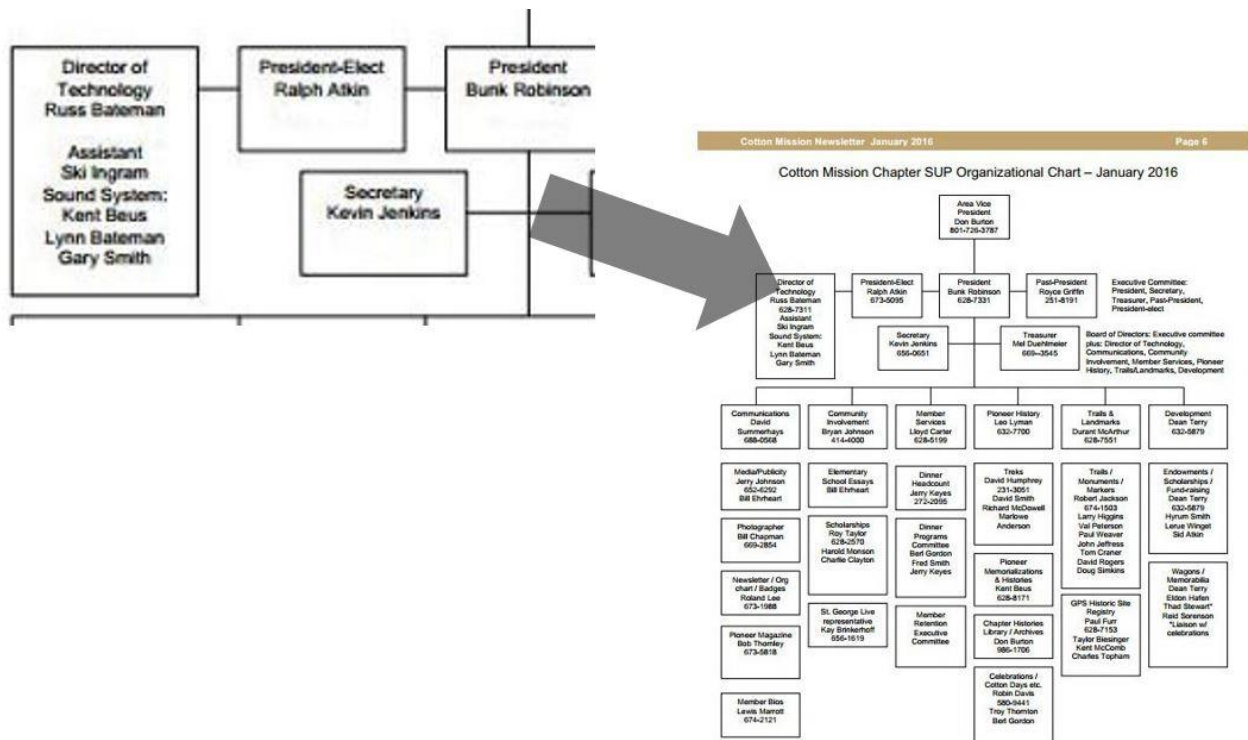 Director of
Technology
Russ Bateman
Assistant
Ski Ingram
Sound System:
Kent Beus
Lynn Bateman
Gary Smith
President-Elect
Ralph Atkin
President
Bunk Robinson
Secretary
Kevin Jenkins
Cotton Mission Newsletter January 2016
Page 6
Cotton Mission Chapter SUP Organizational Chart – January 2016
Area Vice
President
Don Burton
801-726-3787
Director of
Technology
Russ Bateman
628-7311
Assistant
Ski Ingram
Sound System:
Kent Beus
Lynn Bateman
Gary Smith
President-Elect
Ralph Atkin
673-5095
President
Bunk Robinson
628-7331
Past-President
Royce Griffin
251-8191
Executive Committee:
President, Secretary,
Treasurer, Past-President,
President-elect
Secretary
Kevin Jenkins
656-0651
Treasurer
Mel Duehlmeier
669--3545
Board of Directors: Executive committee
plus: Director of Technology,
Communications, Community
Involvement, Member Services, Pioneer
History, Trails/Landmarks, Development
Communications
David
Summerhays
688-0568
Community
Involvement
Bryan Johnson
414-4000
Member
Services
Lloyd Carter
628-5199
Pioneer History
Leo Lyman
632-7700
Trails &
Landmarks
Durant McArthur
628-7551
Development
Dean Terry
632-5879
Media/Publicity
Jerry Johnson
652-6292
Bill Ehrheart
Photographer
Bill Chapman
669-2854
Newsletter / Org
chart / Badges
Roland Lee
673-1988
Pioneer Magazine
Bob Thornley
673-5818
Member Bios
Lewis Marrott
674-2121
Elementary
School Essays
Bill Ehrheart
Scholarships
Roy Taylor
628-2570
Harold Monson
Charlie Clayton
St. George Live
representative
Kay Brinkerhoff
656-1619
Dinner
Headcount
Jerry Keyes
272-2095
Dinner
Programs
Committee
Berl Gordon
Fred Smith
Jerry Keyes
Member
Retention
Executive
Committee
Treks
David Humphrey
231-3051
David Smith
Richard McDowell
Marlowe
Anderson
Pioneer
Memorializations
& Histories
Kent Beus
628-8171
Chapter Histories
Library / Archives
Don Burton
986-1706
Celebrations /
Cotton Days etc.
Robin Davis
580-9441
Troy Thornton
Berl Gordon
Trails /
Monuments /
Markers
Robert Jackson
674-1503
Larry Higgins
Val Peterson
Paul Weaver
John Jeffress
Tom Craner
David Rogers
Doug Simkins
GPS Historic Site
Registry
Paul Furr
628-7153
Taylor Biesinger
Kent McComb
Charles Topham
Endowments /
Scholarships /
Fund-raising
Dean Terry
632-5879
Hyrum Smith
Lerue Winget
Sid Atkin
Wagons /
Memorabilia
Dean Terry
Eldon Hafen
Thad Stewart*
Reid Sorenson
*Liaison w/
celebrations